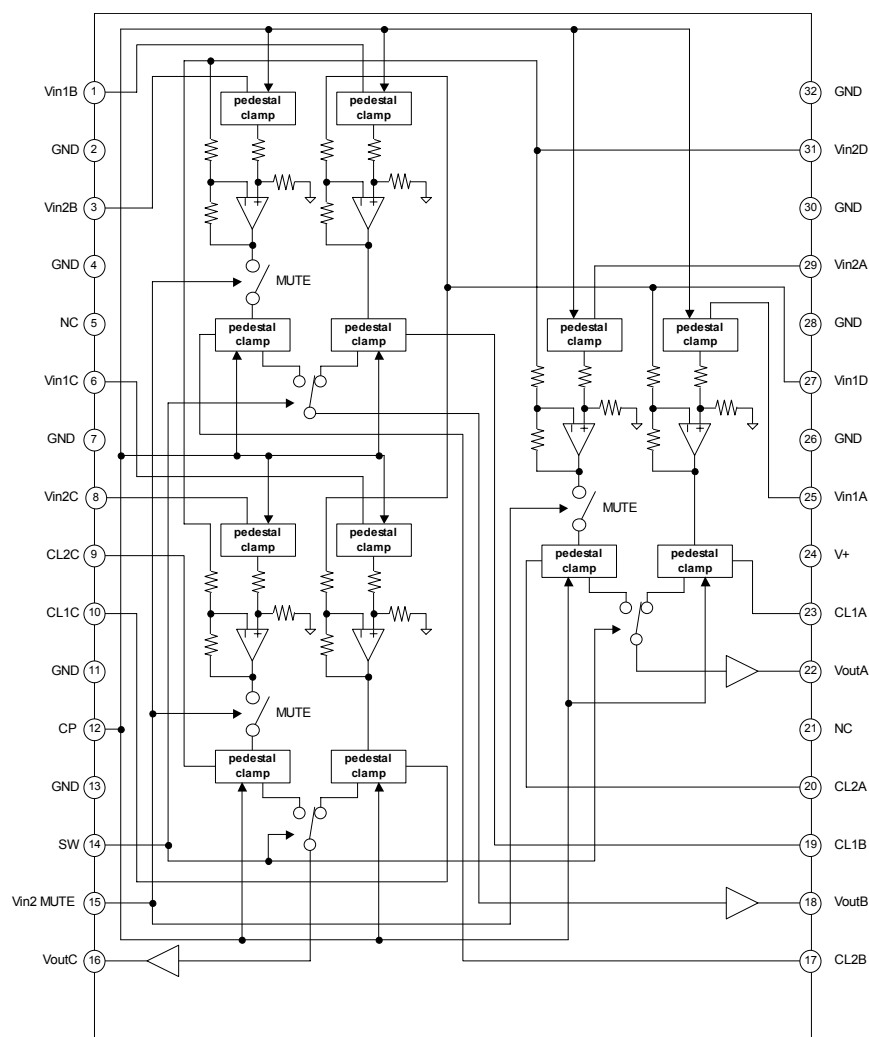 Vin1B 1
GND 2
Vin2B 3
GND 4
NC 5
Vin1C 6
GND 7
Vin2C 8
CL2C 9
CL1C 10
GND 11
CP 12
GND 13
SW 14
Vin2 MUTE 15
VoutC 16
pedestal
clamp
pedestal
clamp
+
+
MUTE
pedestal
clamp
pedestal
clamp
pedestal
clamp
pedestal
clamp
+
+
MUTE
pedestal
clamp
pedestal
clamp
pedestal
clamp
pedestal
clamp
+
+
MUTE
pedestal
clamp
pedestal
clamp
32 GND
31 Vin2D
30 GND
29 Vin2A
28 GND
27 Vin1D
26 GND
25 Vin1A
24 V+
23 CL1A
22 VoutA
21 NC
20 CL2A
19 CL1B
18 VoutB
17 CL2B